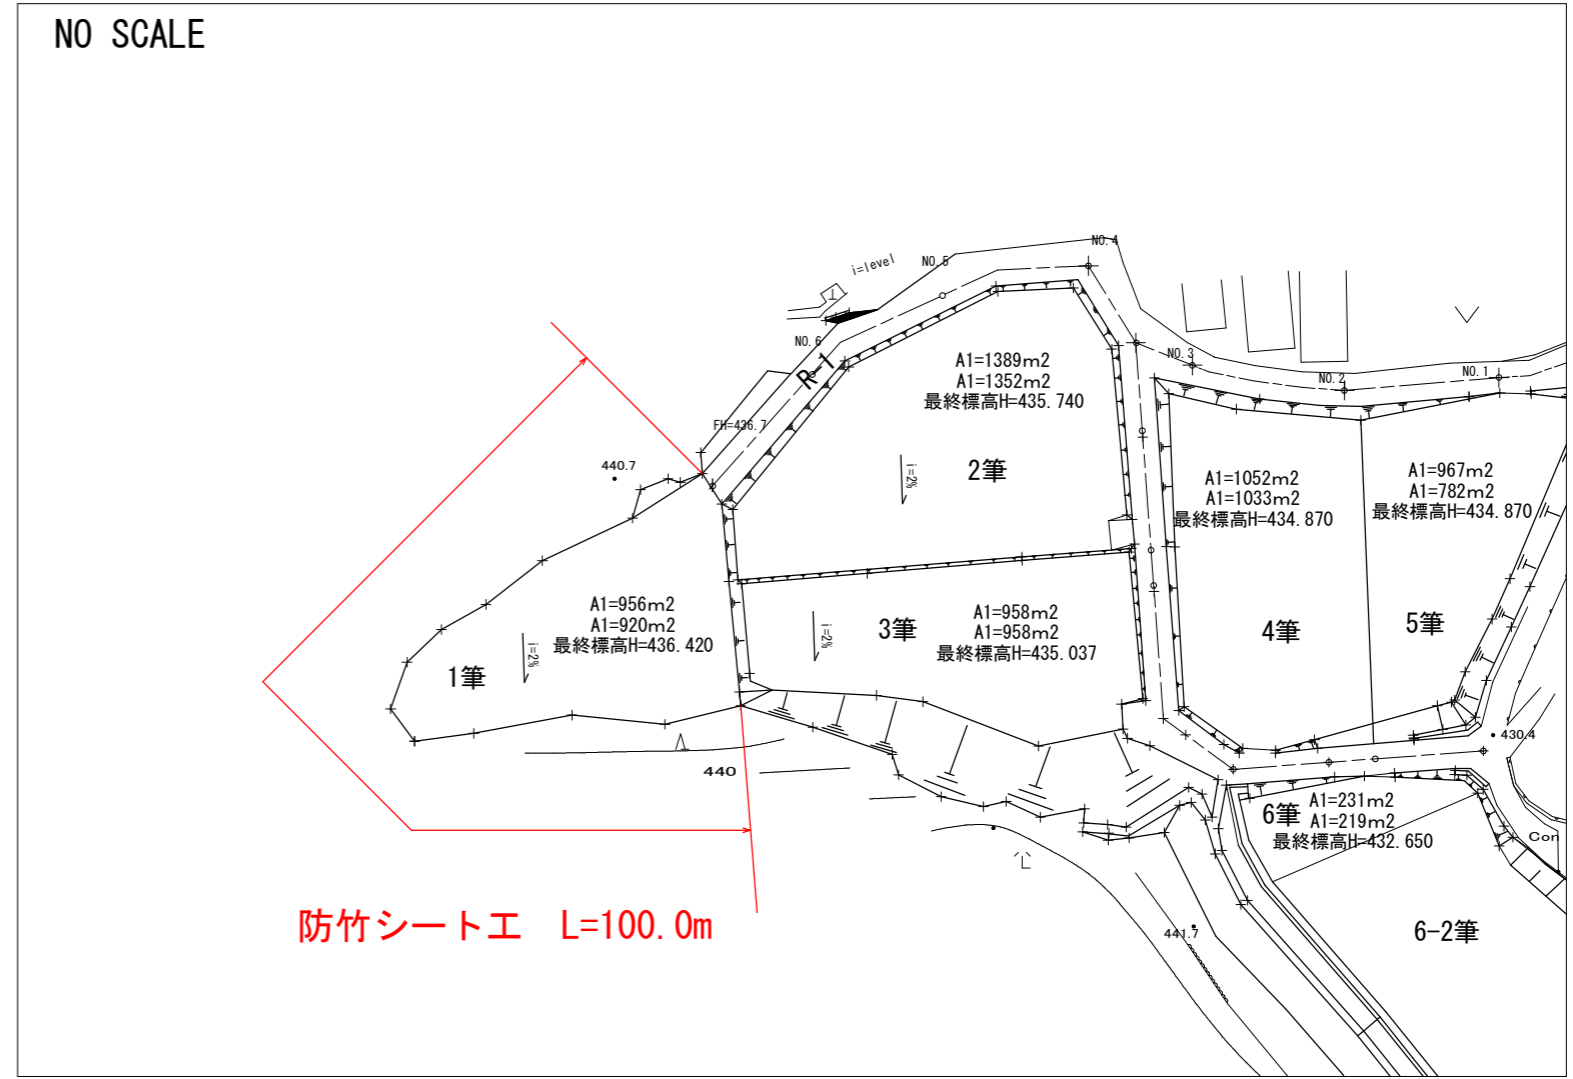 NO SCALE
NO.4
NO.5
i=level
NO.6
NO.3
NO.2
NO.1
R-1
A1=1389m2
A1=1352m2
最終標高H=435.740
FH=436.7
440.7
2筆
i=2%
A1=1052m2
A1=1033m2
最終標高H=434.870
A1=967m2
A1=782m2
最終標高H=434.870
A1=956m2
A1=920m2
最終標高H=436.420
i=2%
1筆
3筆
i=2%
A1=958m2
A1=958m2
最終標高H=435.037
4筆
5筆
430.4
440
6筆
A1=231m2
A1=219m2
最終標高H=432.650
Con
防竹シート工 L=100.0m
441.7
6-2筆